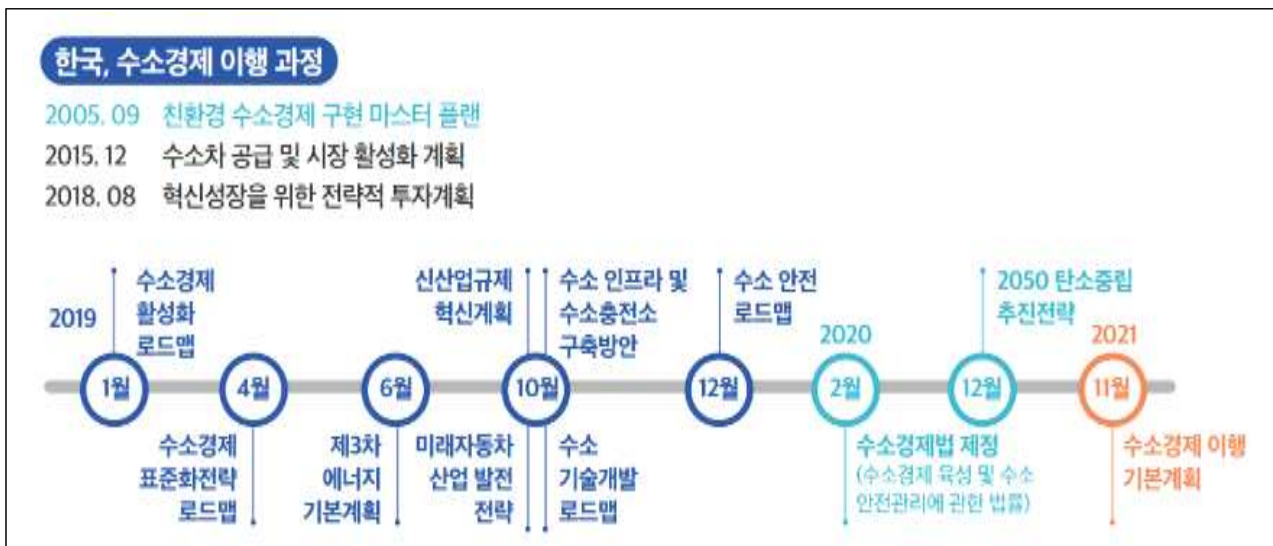 한국, 수소경제 이행 과정
2005. 09 친환경 수소경제 구현 마스터 플랜
2015. 12 수소차 공급 및 시장 활성화 계획
2018. 08 혁신성장을 위한 전략적 투자계획
2019
수소경제
활성화
로드맵
1월
4월
수소경제
표준화전략
로드맵
6월
제3차
에너지
기본계획
신산업규제
혁신계획
수소 인프라 및
수소충전소
구축방안
10월
미래자동차
산업 발전
전략
수소
기술개발
로드맵
수소 안전
로드맵
12월
2020
2월
수소경제법 제정
(수소경제 육성 및 수소
안전관리에 관한 법률)
2050 탄소중립
추진전략
12월
2021
11월
수소경제 이행
기본계획